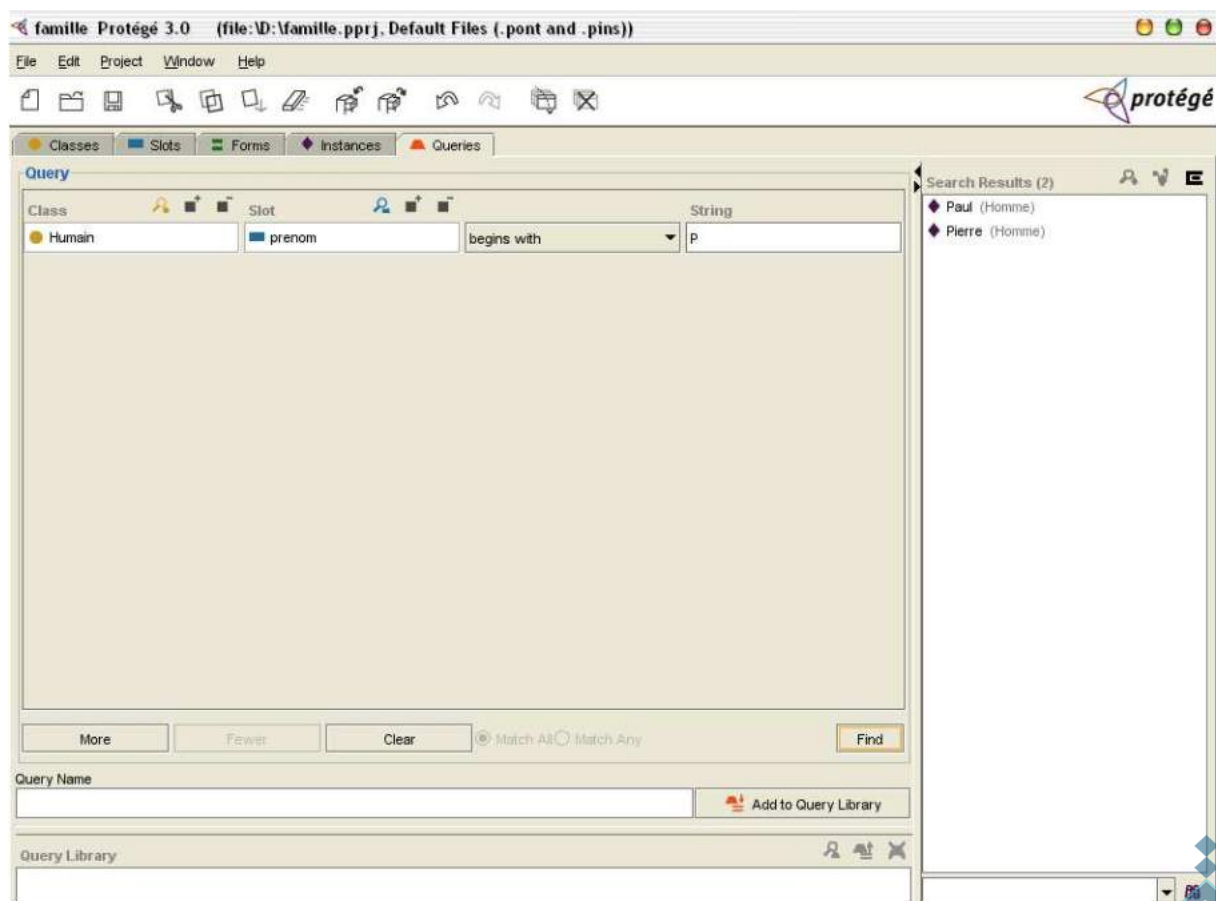 famille Protégé 3.0 (file:\D:\famille.pprj, Default Files (.pont and .pins))
File Edit Project Window Help
protégé
Classes Slots Forms Instances Queries
Query
Class Slot String
Humain prenom begins with P
More Fewer Clear Match All Match Any Find
Query Name
Add to Query Library
Query Library
Search Results (2)
Paul (Homme)
Pierre (Homme)